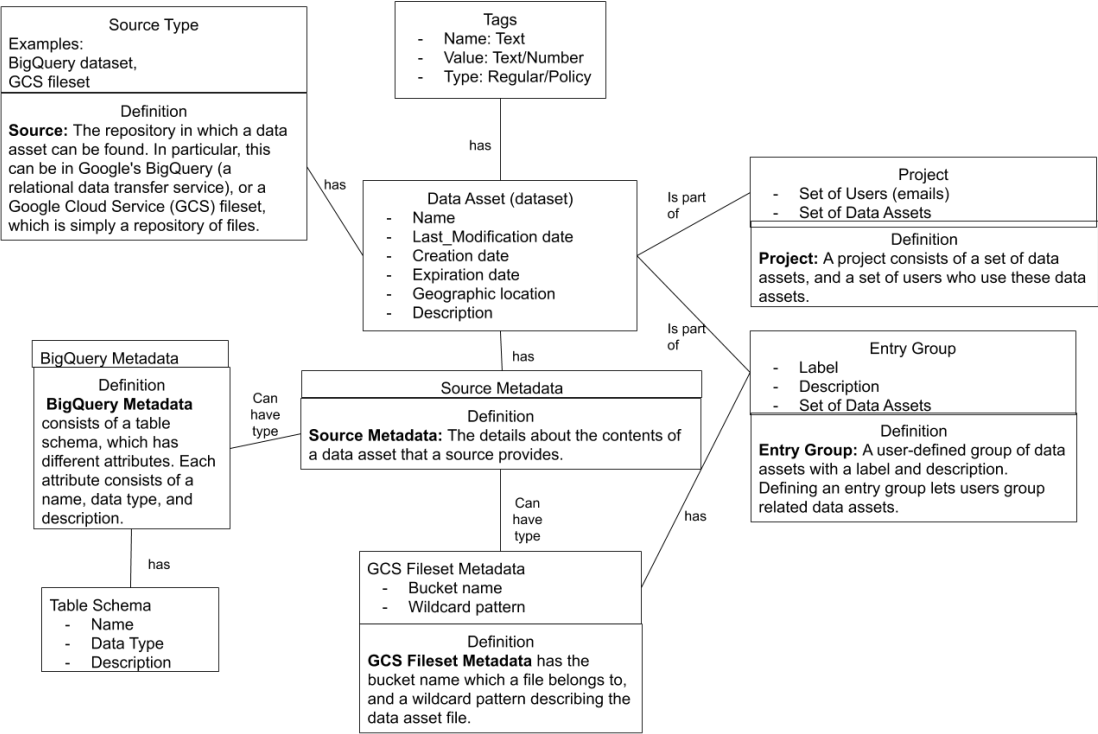 Source Type
Examples:
BigQuery dataset,
GCS fileset
Definition
Source: The repository in which a data
asset can be found. In particular, this
can be in Google's BigQuery (a
relational data transfer service), or a
Google Cloud Service (GCS) fileset,
which is simply a repository of files.
Tags
- Name: Text
- Value: Text/Number
- Type: Regular/Policy
has
has
Data Asset (dataset)
- Name
- Last_Modification date
- Creation date
- Expiration date
- Geographic location
- Description
Is part
of
Project
- Set of Users (emails)
- Set of Data Assets
Definition
Project: A project consists of a set of data
assets, and a set of users who use these data
assets.
Is part
of
Entry Group
- Label
- Description
- Set of Data Assets
Definition
Entry Group: A user-defined group of data
assets with a label and description.
Defining an entry group lets users group
related data assets.
has
Source Metadata
Definition
Source Metadata: The details about the contents of
a data asset that a source provides.
Can
have
type
BigQuery Metadata
Definition
BigQuery Metadata
consists of a table
schema, which has
different attributes. Each
attribute consists of a
name, data type, and
description.
has
Table Schema
- Name
- Data Type
- Description
Can
have
type
has
GCS Fileset Metadata
- Bucket name
- Wildcard pattern
Definition
GCS Fileset Metadata has the
bucket name which a file belongs to,
and a wildcard pattern describing the
data asset file.